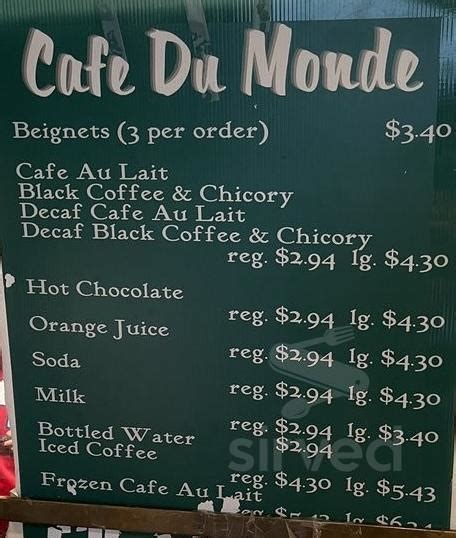 Cafe Du Monde
Beignets (3 per order) $3.40
Cafe Au Lait
Black Coffee & Chicory
Decaf Cafe Au Lait
Decaf Black Coffee & Chicory
reg. $2.94 lg. $4.30
Hot Chocolate
reg. $2.94 lg. $4.30
Orange Juice
reg. $2.94 lg. $4.30
Soda
reg. $2.94 lg. $4.30
Milk
reg. $2.94 lg. $3.40
Bottled Water
$2.94
Iced Coffee
reg. $4.30 lg. $5.43
Frozen Cafe Au Lait
reg. lg.
sirved